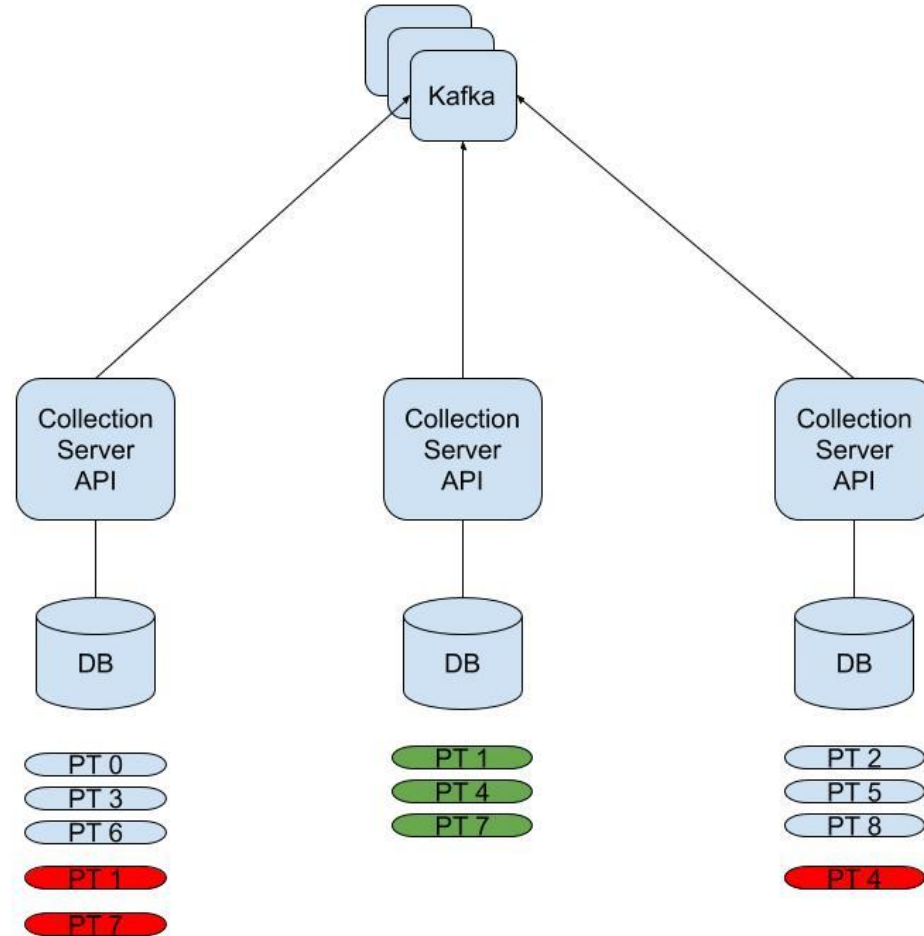 Kafka
Collection
Server
API
Collection
Server
API
Collection
Server
API
DB
DB
DB
PT 0
PT 3
PT 6
PT 1
PT 7
PT 1
PT 4
PT 7
PT 2
PT 5
PT 8
PT 4